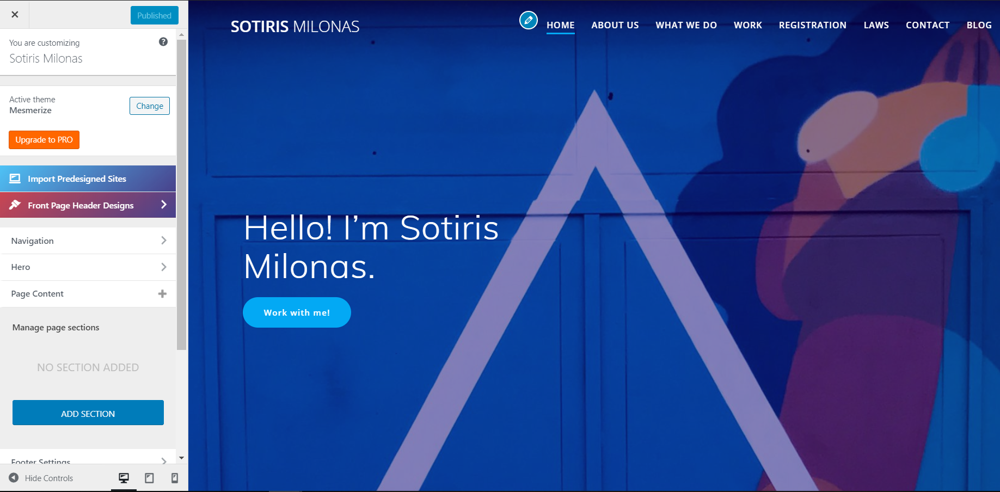 Published
You are customizing
Sotiris Milonas
Active theme
Mesmerize
Change
Upgrade to PRO
Import Predesigned Sites
Front Page Header Designs
Navigation
Hero
Page Content
Manage page sections
NO SECTION ADDED
ADD SECTION
Footer Settings
Hide Controls
SOTIRIS MILONAS
HOME ABOUT US WHAT WE DO WORK REGISTRATION LAWS CONTACT BLOG
Hello! I’m Sotiris
Milonas.
Work with me!